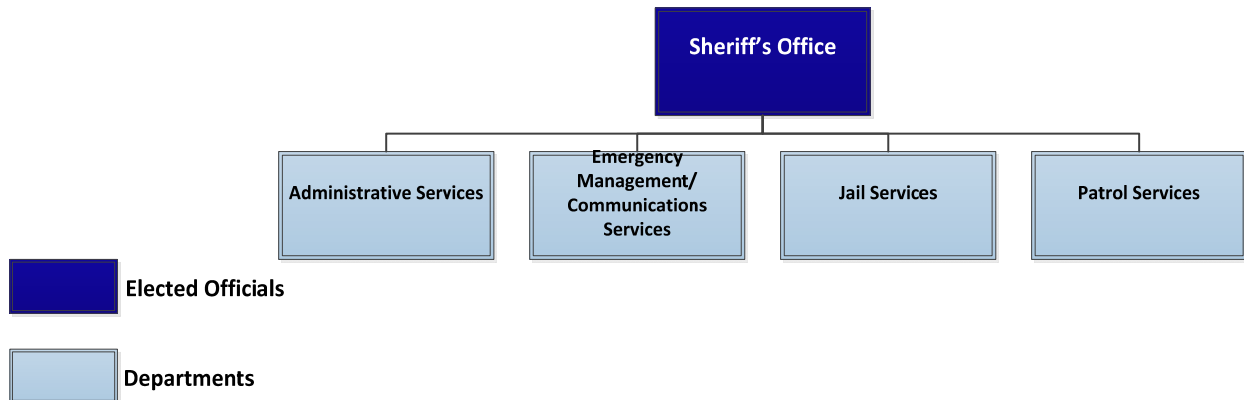 Sheriff’s Office
Administrative Services
Emergency
Management/
Communications
Services
Jail Services
Patrol Services
Elected Officials
Departments